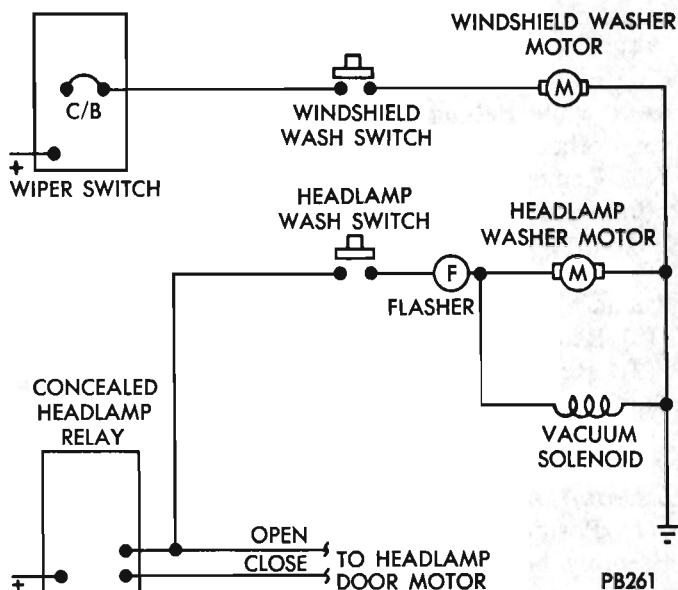 WINDSHIELD WASHER
MOTOR
M
C/B
WINDSHIELD
WASH SWITCH
+
WIPER SWITCH
HEADLAMP
WASH SWITCH
HEADLAMP
WASHER MOTOR
F
M
FLASHER
CONCEALED
HEADLAMP
RELAY
VACUUM
SOLENOID
OPEN
CLOSE
TO HEADLAMP
DOOR MOTOR
+
PB261